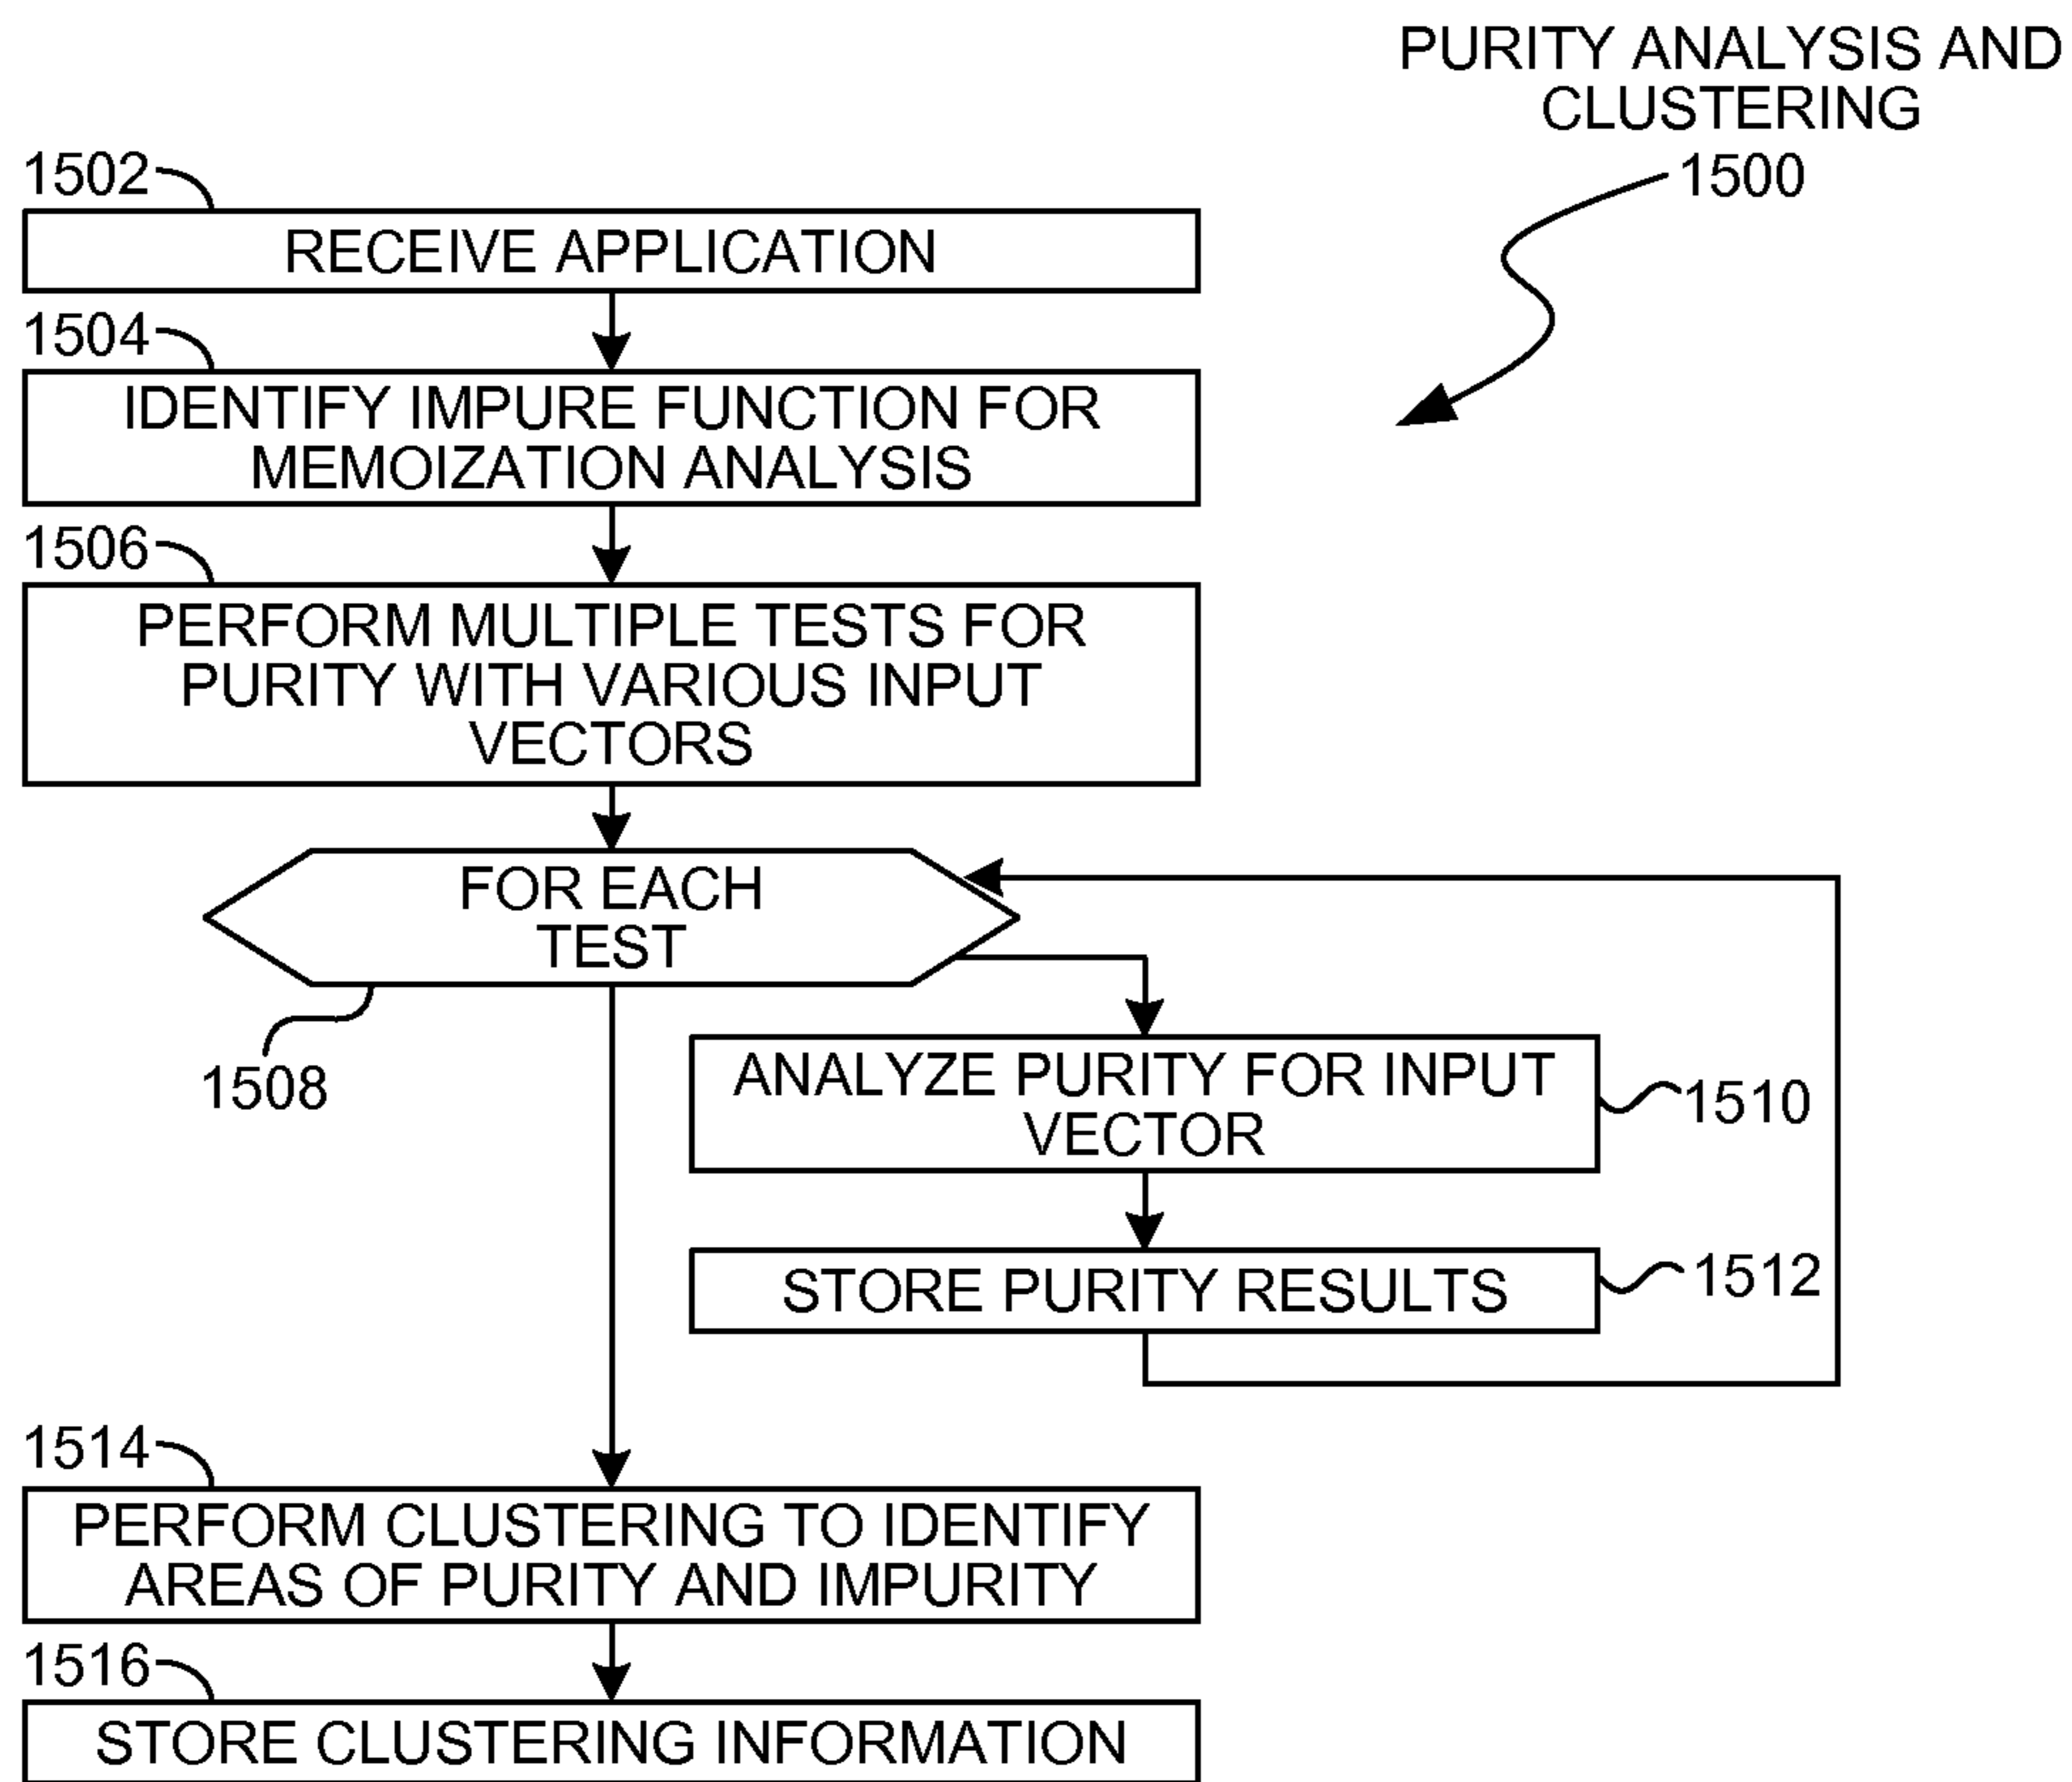 PURITY ANALYSIS AND
CLUSTERING
1500
1502
RECEIVE APPLICATION
1504
IDENTIFY IMPURE FUNCTION FOR
MEMOIZATION ANALYSIS
1506
PERFORM MULTIPLE TESTS FOR
PURITY WITH VARIOUS INPUT
VECTORS
FOR EACH
TEST
1508
ANALYZE PURITY FOR INPUT
VECTOR
1510
STORE PURITY RESULTS
1512
1514
PERFORM CLUSTERING TO IDENTIFY
AREAS OF PURITY AND IMPURITY
1516
STORE CLUSTERING INFORMATION